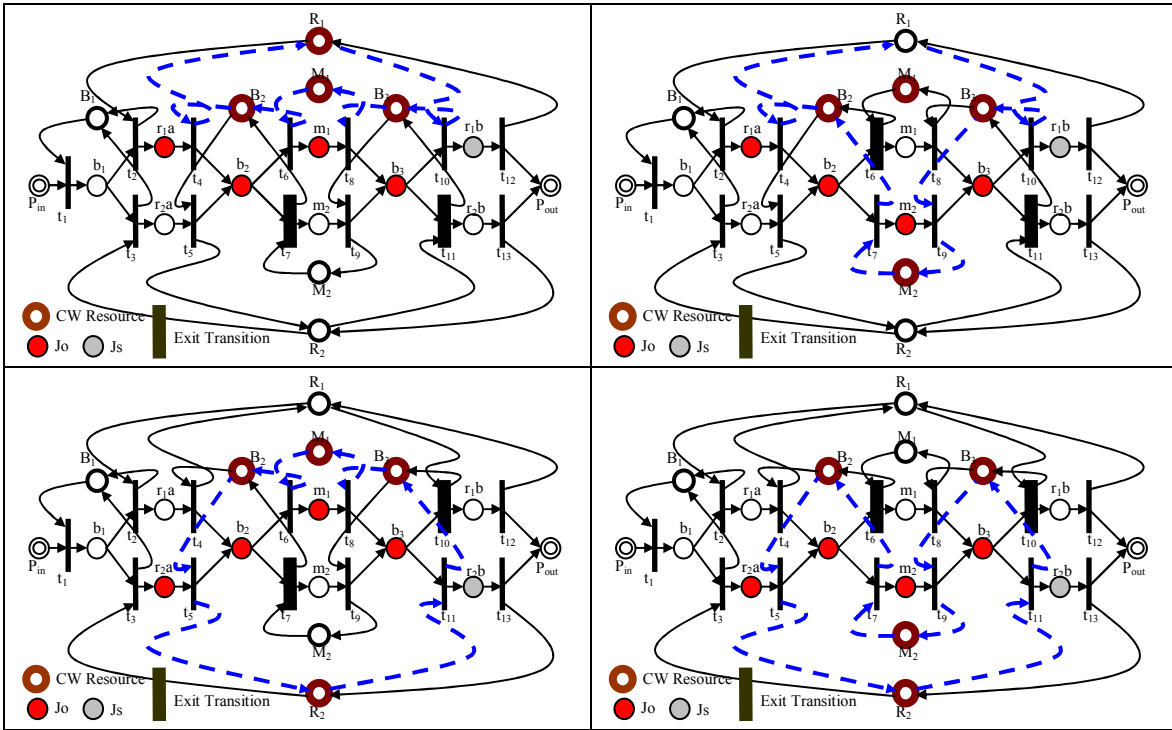 R₁
M₁
B₂ B₃
B₁
r₁a m₁ r₁b
b₁ t₂ t₄ b₂ t₆ t₈ b₃ t₁₀ t₁₂
r₂a m₂ r₂b
Pin t₁ Pout
t₃ t₅ t₇ t₉ t₁₁ t₁₃
M₂
R₂
CW Resource
Jo Js Exit Transition
R₁
M₁
B₂ B₃
B₁
r₁a m₁ r₁b
b₁ t₂ t₄ b₂ t₆ t₈ b₃ t₁₀ t₁₂
r₂a m₂ r₂b
Pin t₁ Pout
t₃ t₅ t₇ t₉ t₁₁ t₁₃
M₂
R₂
CW Resource
Jo Js Exit Transition
R₁
M₁
B₂ B₃
B₁
r₁a m₁ r₁b
b₁ t₂ t₄ b₂ t₆ t₈ b₃ t₁₀ t₁₂
r₂a m₂ r₂b
Pin t₁ Pout
t₃ t₅ t₇ t₉ t₁₁ t₁₃
M₂
R₂
CW Resource
Jo Js Exit Transition
R₁
M₁
B₂ B₃
B₁
r₁a m₁ r₁b
b₁ t₂ t₄ b₂ t₆ t₈ b₃ t₁₀ t₁₂
r₂a m₂ r₂b
Pin t₁ Pout
t₃ t₅ t₇ t₉ t₁₁ t₁₃
M₂
R₂
CW Resource
Jo Js Exit Transition